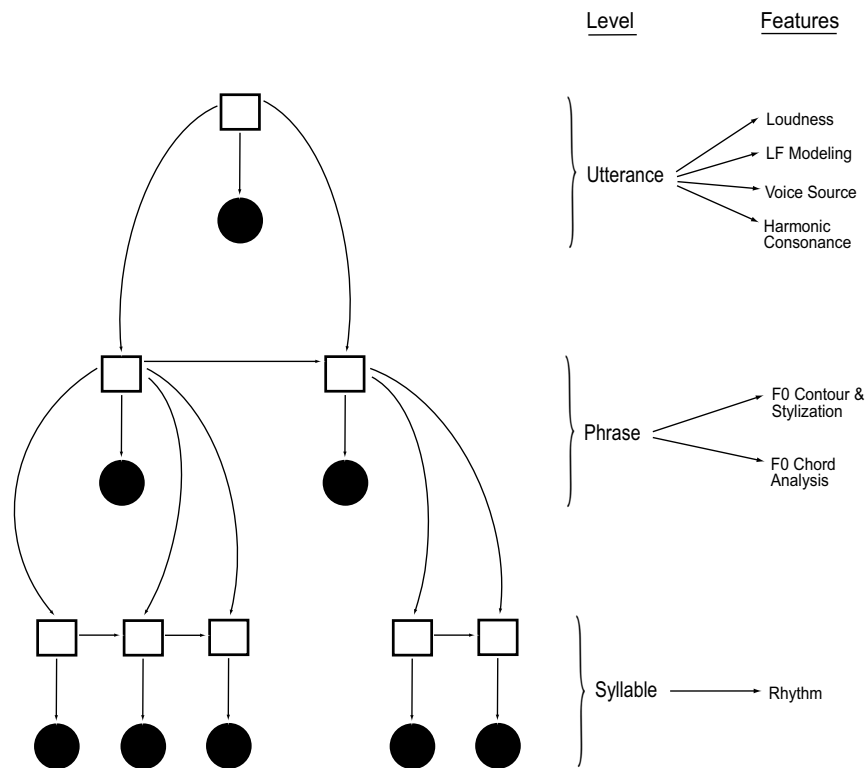 Level Features
Loudness
LF Modeling
Utterance
Voice Source
Harmonic
Consonance
F0 Contour &
Stylization
Phrase
F0 Chord
Analysis
Syllable
Rhythm